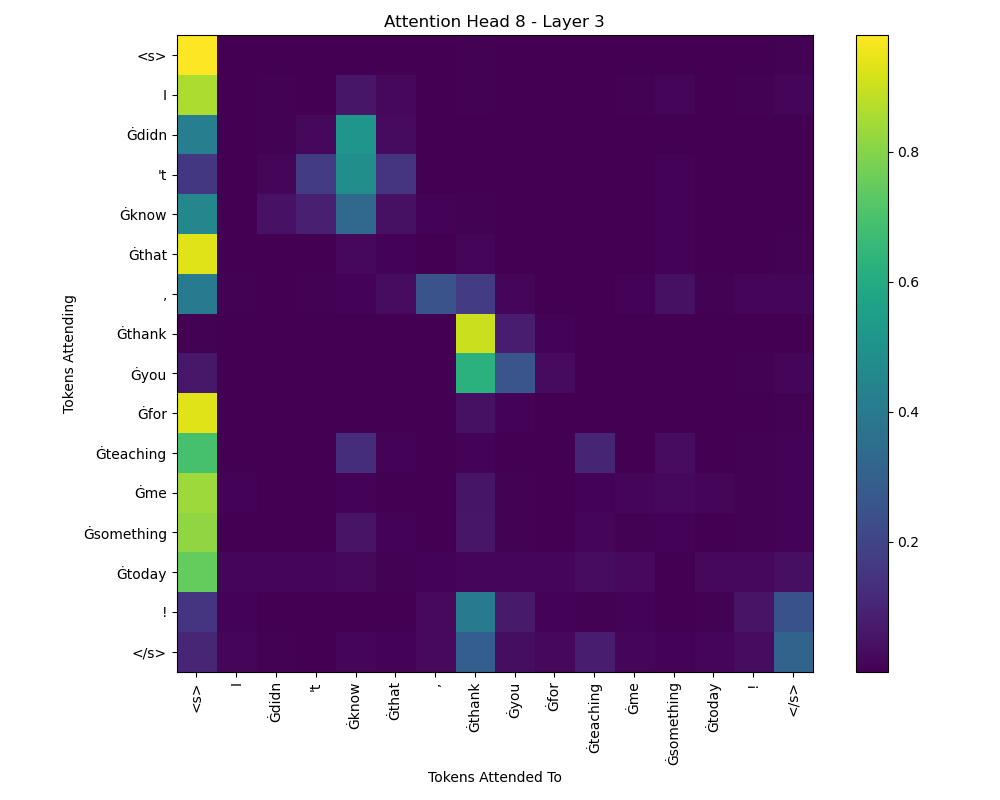 Attention Head 8 - Layer 3
<s>
I
Ġdidn
't
Ġknow
Ġthat
,
Ġthank
Ġyou
Ġfor
Ġteaching
Ġme
Ġsomething
Ġtoday
!
</s>
Tokens Attending
<s>
I
Ġdidn
't
Ġknow
Ġthat
,
Ġthank
Ġyou
Ġfor
Ġteaching
Ġme
Ġsomething
Ġtoday
!
</s>
Tokens Attended To
0.8
0.6
0.4
0.2